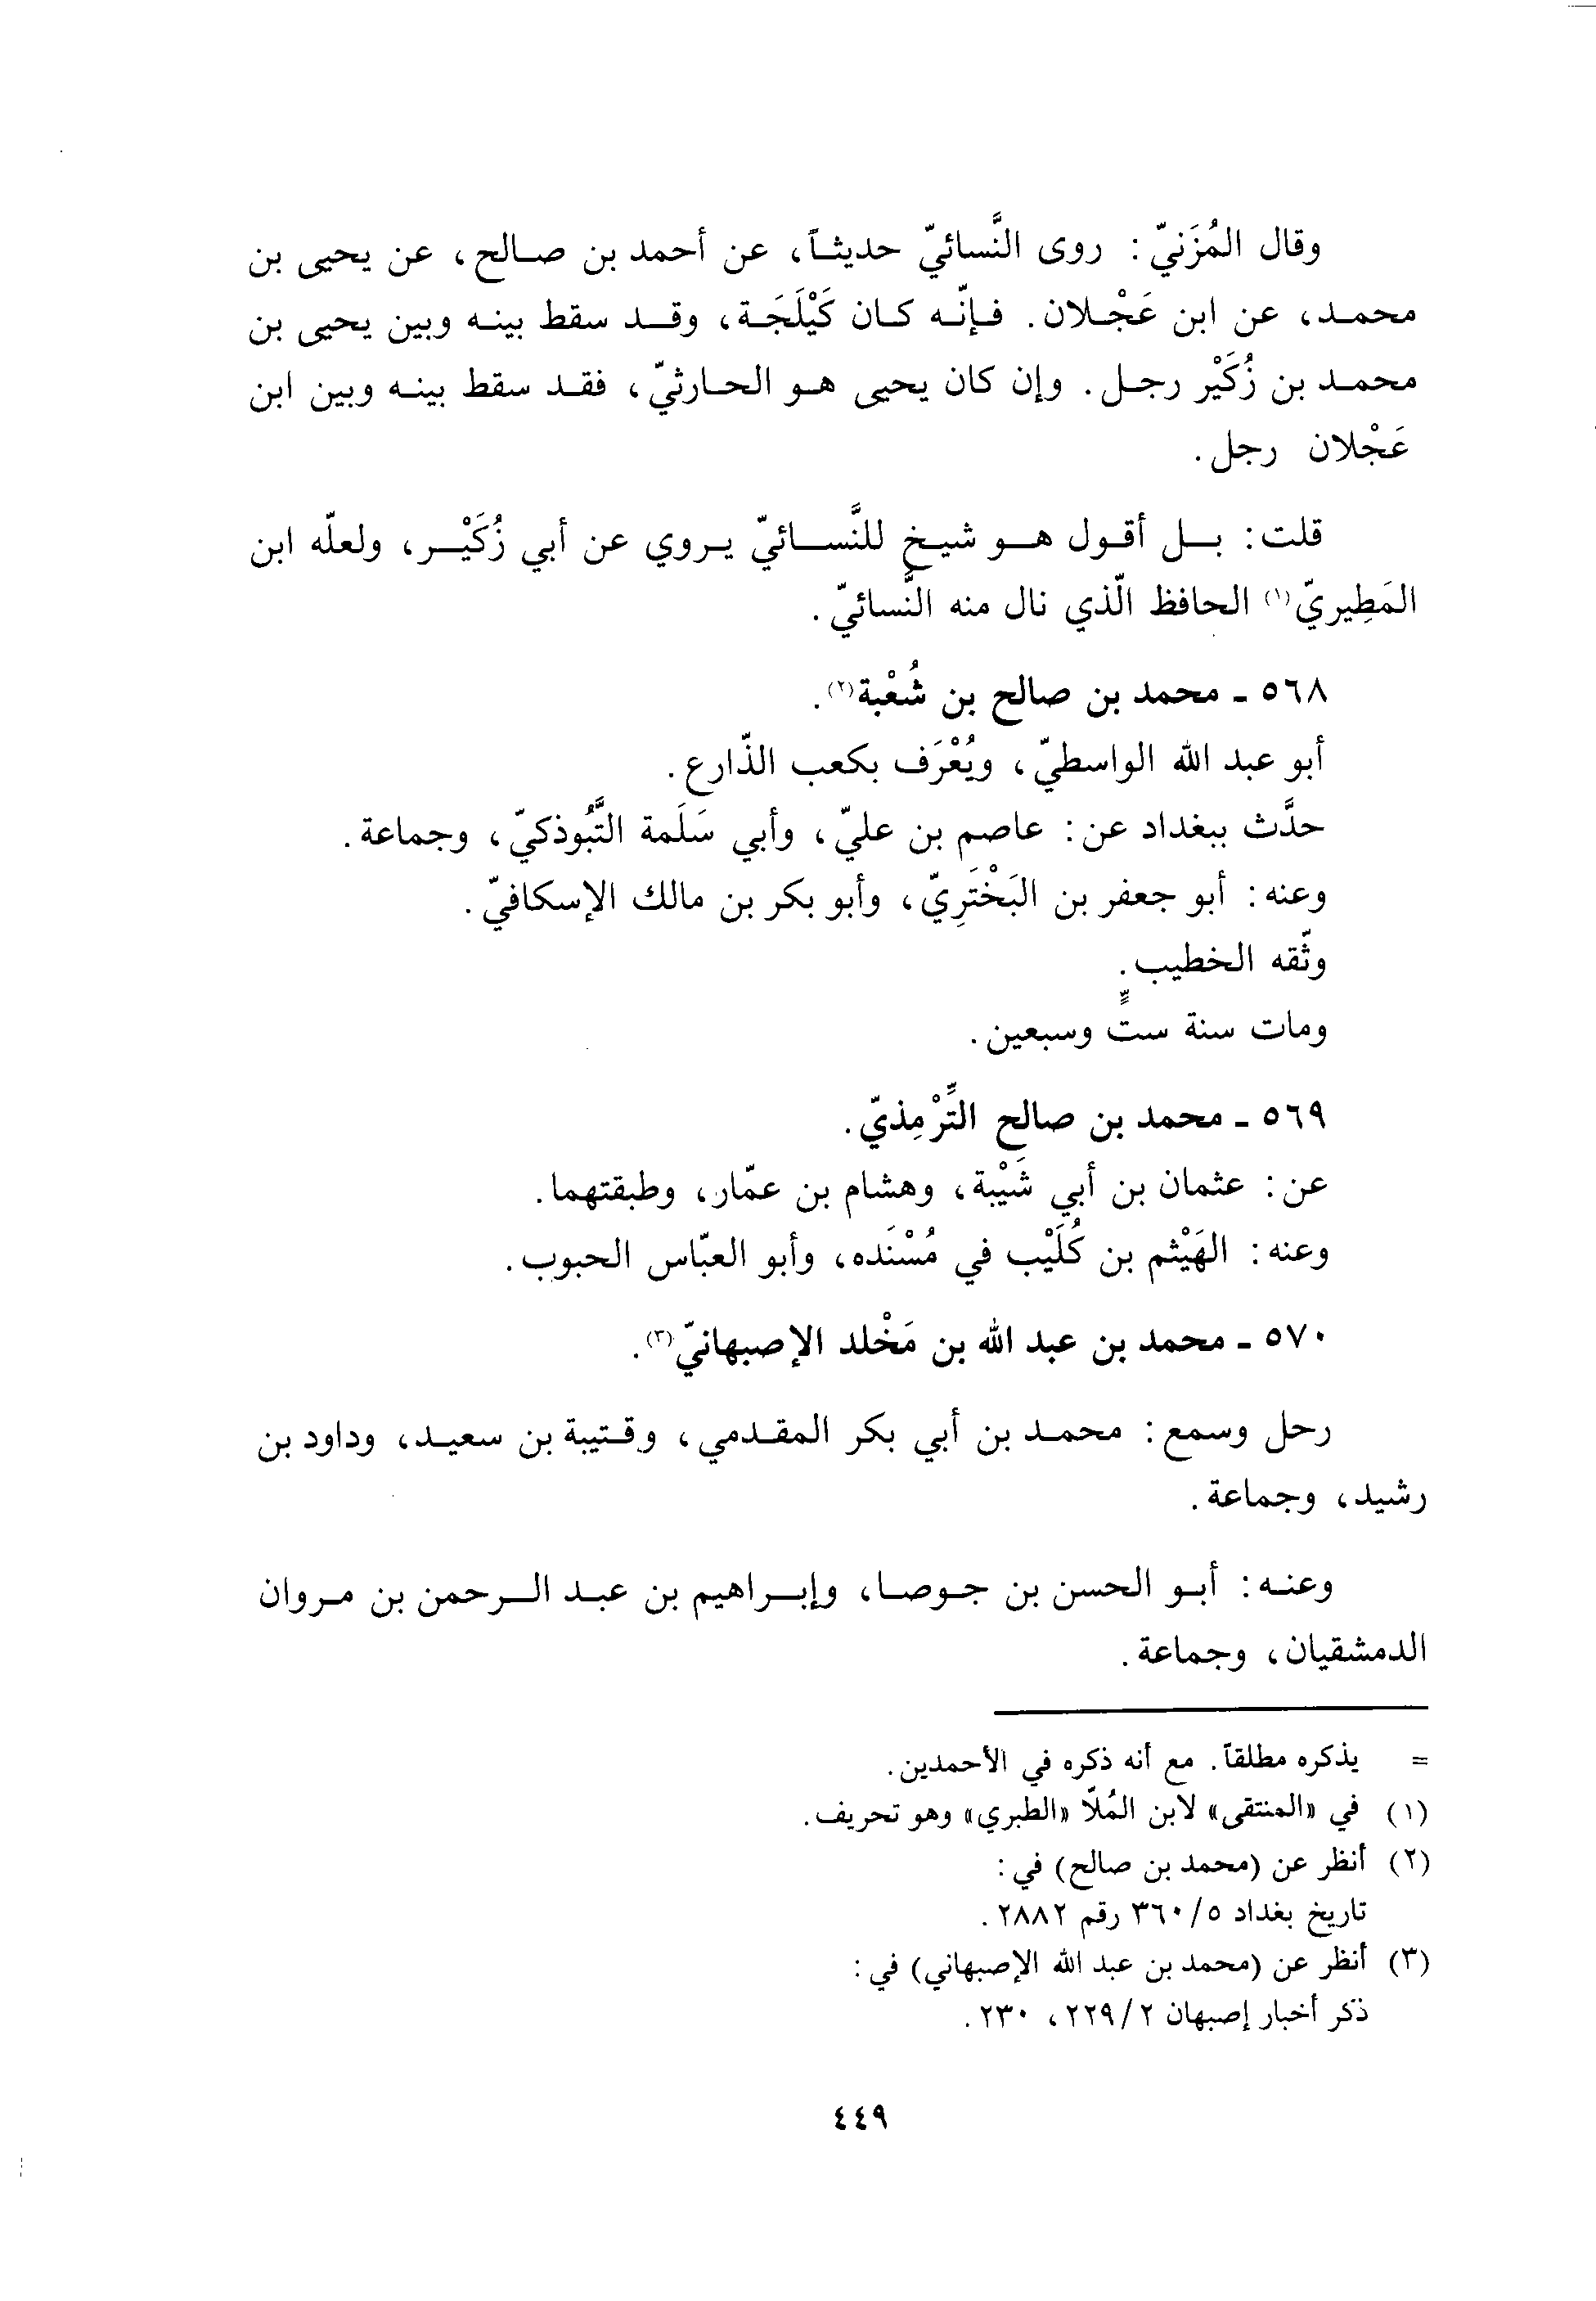 وقال المُزَنيّ: روى النَّسائيّ حديثاً، عن أحمد بن صالح، عن يحيى بن
محمد، عن ابن عَجْلان. فإنّه كان كَيْلَجَة، وقد سقط بينه وبين يحيى بن
محمد بن زُكَيْر رجل. وإن كان يحيى هو الحارثيّ، فقد سقط بينه وبين ابن
عَجْلان رجل.
قلت: بل أقول هو شيخ للنَّسائيّ يروي عن أبي زُكَيْر، ولعلّه ابن
المَطِيريّ(١) الحافظ الّذي نال منه النَّسائيّ.
٥٦٨ - محمد بن صالح بن شُعْبة(٢).
أبو عبد الله الواسطيّ، ويُعْرَف بكعب الذّارع.
حدَّث ببغداد عن: عاصم بن عليّ، وأبي سَلَمة التَّبُوذكيّ، وجماعة.
وعنه: أبو جعفر بن البَخْتَرِيّ، وأبو بكر بن مالك الإسكافيّ.
وثّقه الخطيب.
ومات سنة ستٍّ وسبعين.
٥٦٩ - محمد بن صالح التِّرْمِذيّ.
عن: عثمان بن أبي شَيْبة، وهشام بن عمّار، وطبقتهما.
وعنه: الهَيْثم بن كُلَيْب في مُسْنَده، وأبو العبّاس الحبوب.
٥٧٠ - محمد بن عبد الله بن مَخْلد الإصبهانيّ(٣).
رحل وسمع: محمد بن أبي بكر المقدمي، وقتيبة بن سعيد، وداود بن
رشيد، وجماعة.
وعنه: أبو الحسن بن جوصا، وإبراهيم بن عبد الرحمن بن مروان
الدمشقيان، وجماعة.
= يذكره مطلقاً. مع أنه ذكره في الأحمدين.
(١) في «المنتقى» لابن المُلّا «الطبري» وهو تحريف.
(٢) أنظر عن (محمد بن صالح) في:
تاريخ بغداد ٥/٣٦٠ رقم ٢٨٨٢.
(٣) أنظر عن (محمد بن عبد الله الإصبهاني) في:
ذكر أخبار إصبهان ٢/٢٢٩، ٢٣٠.
٤٤٩